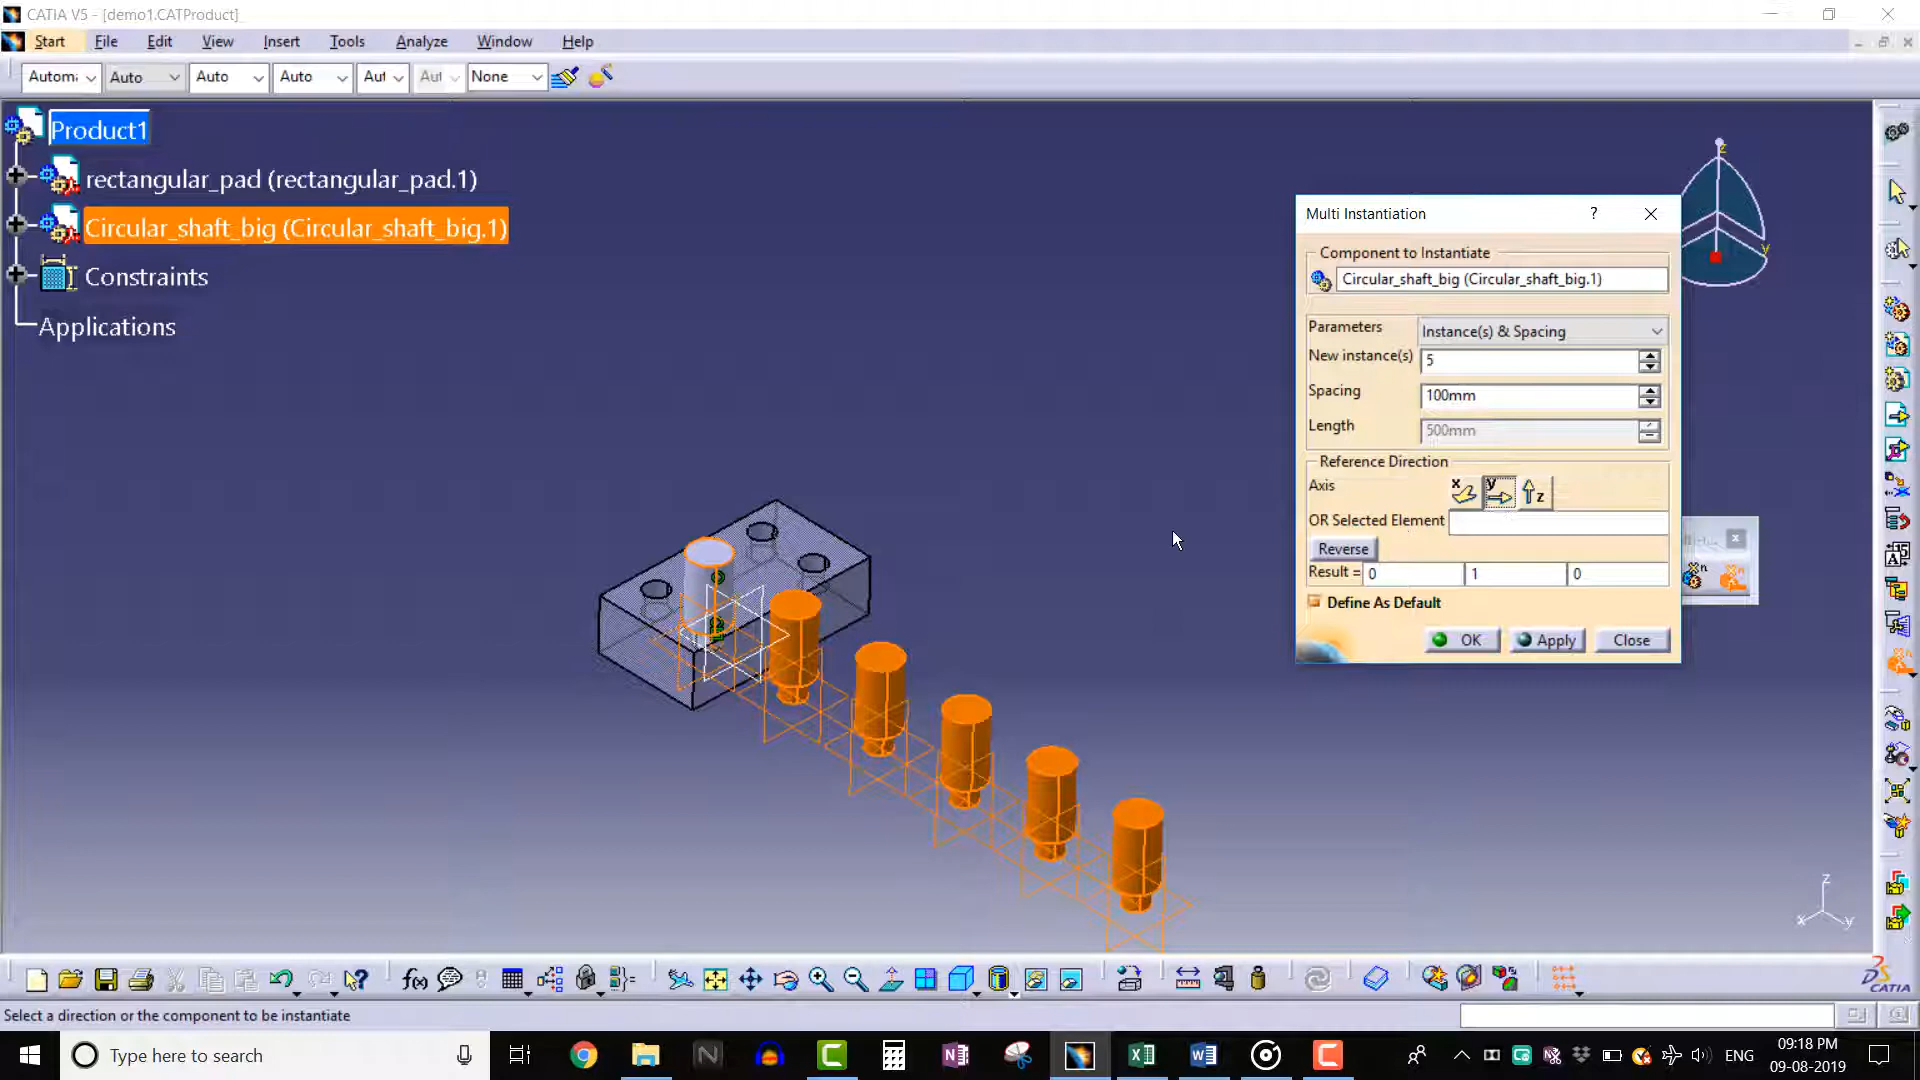 CATIA V5 - [demo1.CATProduct]
Start File Edit View Insert Tools Analyze Window Help
Automa Auto Auto Auto Aut Aut None
Product1
rectangular_pad (rectangular_pad.1)
Circular_shaft_big (Circular_shaft_big.1)
Constraints
Applications
z
y
Multi Instantiation ?
Component to Instantiate
Circular_shaft_big (Circular_shaft_big.1)
Parameters Instance(s) & Spacing
New instance(s) 5
Spacing 100mm
Length 500mm
Reference Direction
Axis x y z
OR Selected Element
Reverse
Result = 0 1 0
Define As Default
OK Apply Close
z
x y
f(x)
CATIA
Select a direction or the component to be instantiate
Type here to search
ENG
09:18 PM
09-08-2019